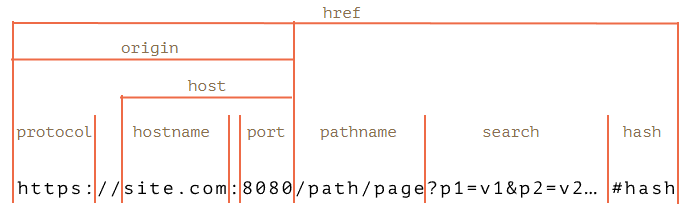 href
origin
host
protocol hostname port pathname search hash
https://site.com:8080/path/page?p1=v1&p2=v2… #hash